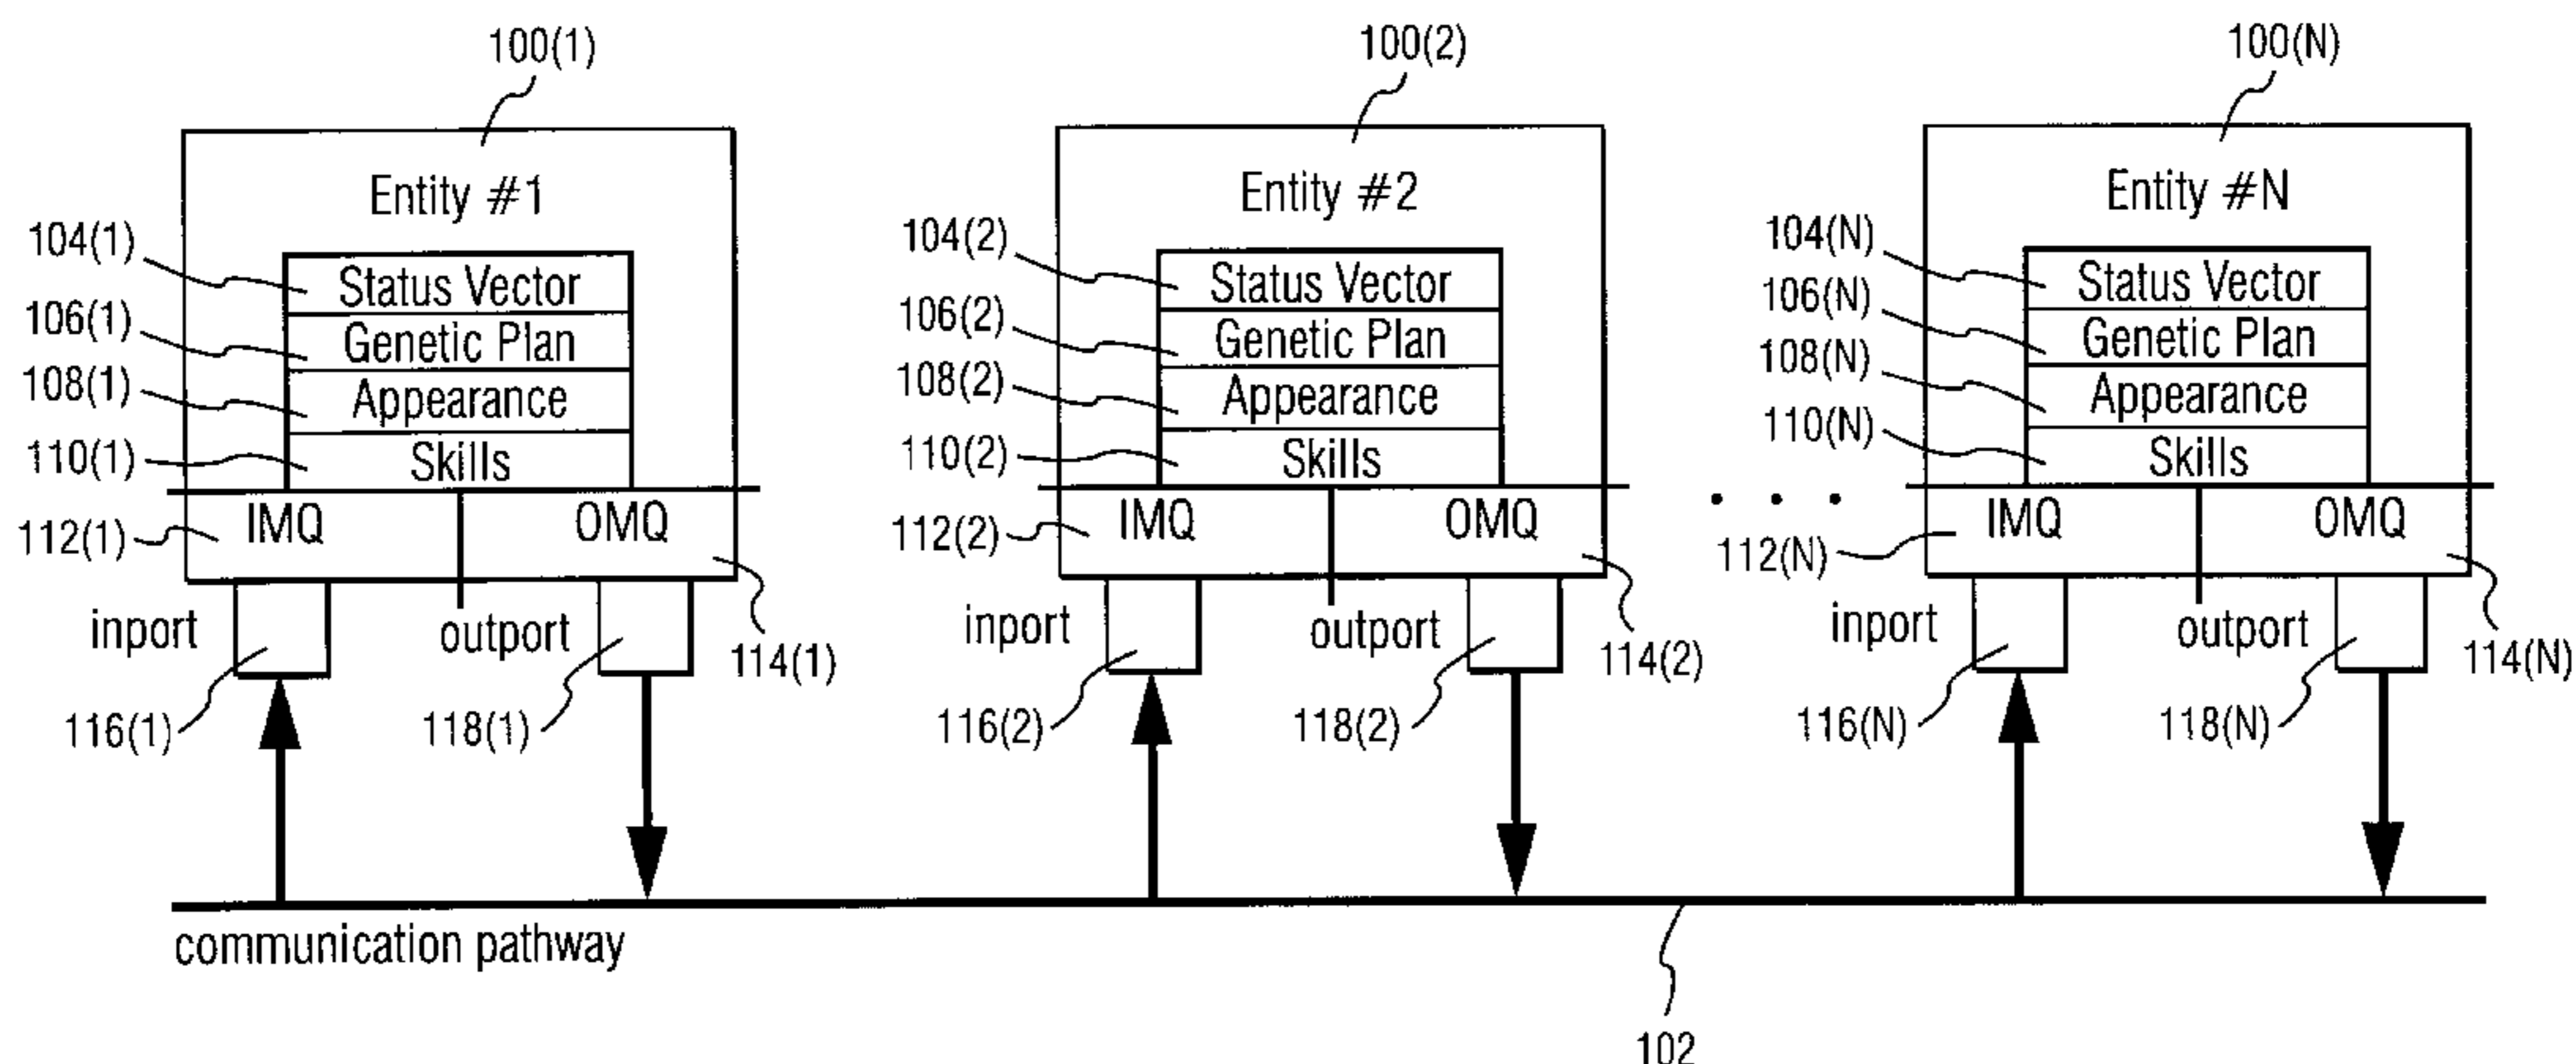 100(1)
100(2)
100(N)
Entity #1
Entity #2
Entity #N
104(1)
Status Vector
106(1)
Genetic Plan
108(1)
Appearance
110(1)
Skills
104(2)
Status Vector
106(2)
Genetic Plan
108(2)
Appearance
110(2)
Skills
104(N)
Status Vector
106(N)
Genetic Plan
108(N)
Appearance
110(N)
Skills
112(1)
IMQ
OMQ
112(2)
IMQ
OMQ
. . .
112(N)
IMQ
OMQ
inport
outport
114(1)
inport
outport
114(2)
inport
outport
114(N)
116(1)
118(1)
116(2)
118(2)
116(N)
118(N)
communication pathway
102